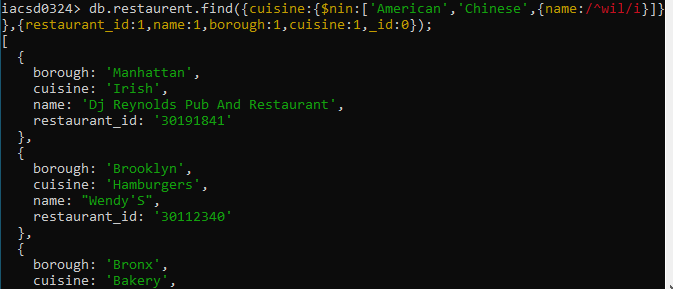 iacsd0324> db.restaurent.find({cuisine:{$nin:['American','Chinese',{name:/^wil/i}]}
},{restaurant_id:1,name:1,borough:1,cuisine:1,_id:0});
[
  {
    borough: 'Manhattan',
    cuisine: 'Irish',
    name: 'Dj Reynolds Pub And Restaurant',
    restaurant_id: '30191841'
  },
  {
    borough: 'Brooklyn',
    cuisine: 'Hamburgers',
    name: "Wendy'S",
    restaurant_id: '30112340'
  },
  {
    borough: 'Bronx',
    cuisine: 'Bakery',